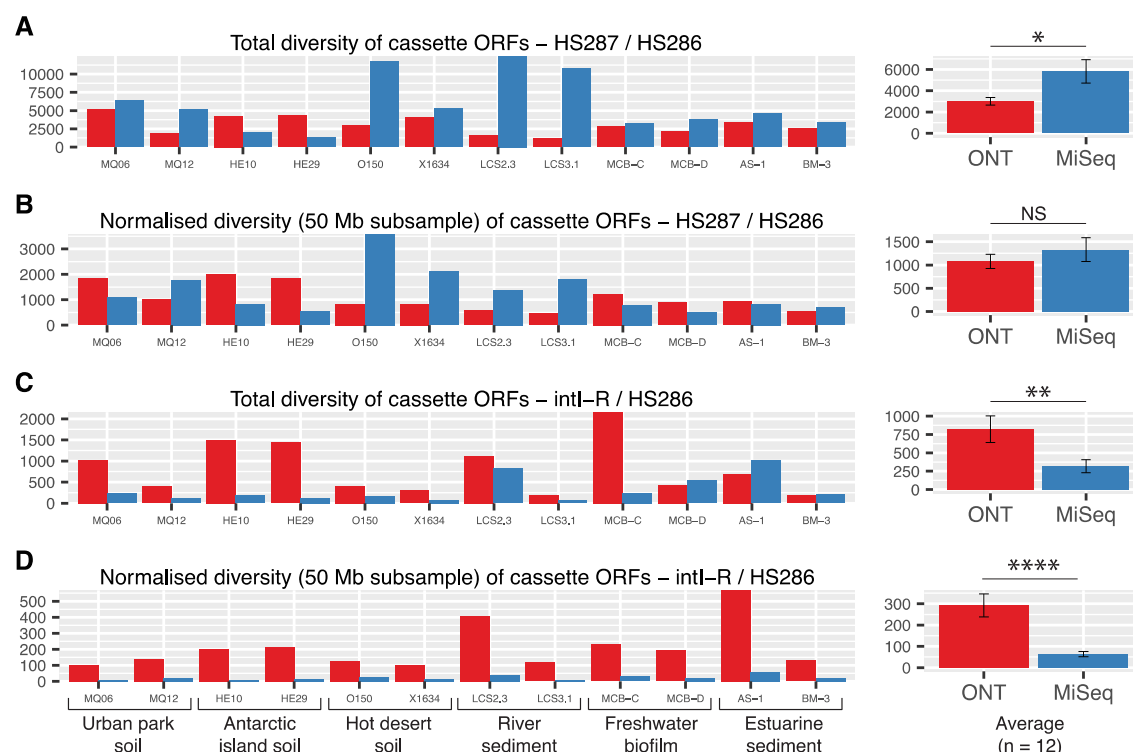 A
Total diversity of cassette ORFs – HS287 / HS286
10000
7500
5000
2500
0
MQ06 MQ12 HE10 HE29 O150 X1634 LCS2.3 LCS3.1 MCB–C MCB–D AS–1 BM–3
*
6000
4000
2000
0
ONT MiSeq
B
Normalised diversity (50 Mb subsample) of cassette ORFs – HS287 / HS286
3000
2000
1000
0
MQ06 MQ12 HE10 HE29 O150 X1634 LCS2.3 LCS3.1 MCB–C MCB–D AS–1 BM–3
NS
1500
1000
500
0
ONT MiSeq
C
Total diversity of cassette ORFs – intI–R / HS286
2000
1500
1000
500
0
MQ06 MQ12 HE10 HE29 O150 X1634 LCS2.3 LCS3.1 MCB–C MCB–D AS–1 BM–3
**
1000
750
500
250
0
ONT MiSeq
D
Normalised diversity (50 Mb subsample) of cassette ORFs – intI–R / HS286
500
400
300
200
100
0
MQ06 MQ12 HE10 HE29 O150 X1634 LCS2.3 LCS3.1 MCB–C MCB–D AS–1 BM–3
Urban park Antarctic Hot desert River Freshwater Estuarine
soil island soil soil sediment biofilm sediment
****
300
200
100
0
ONT MiSeq
Average
(n = 12)